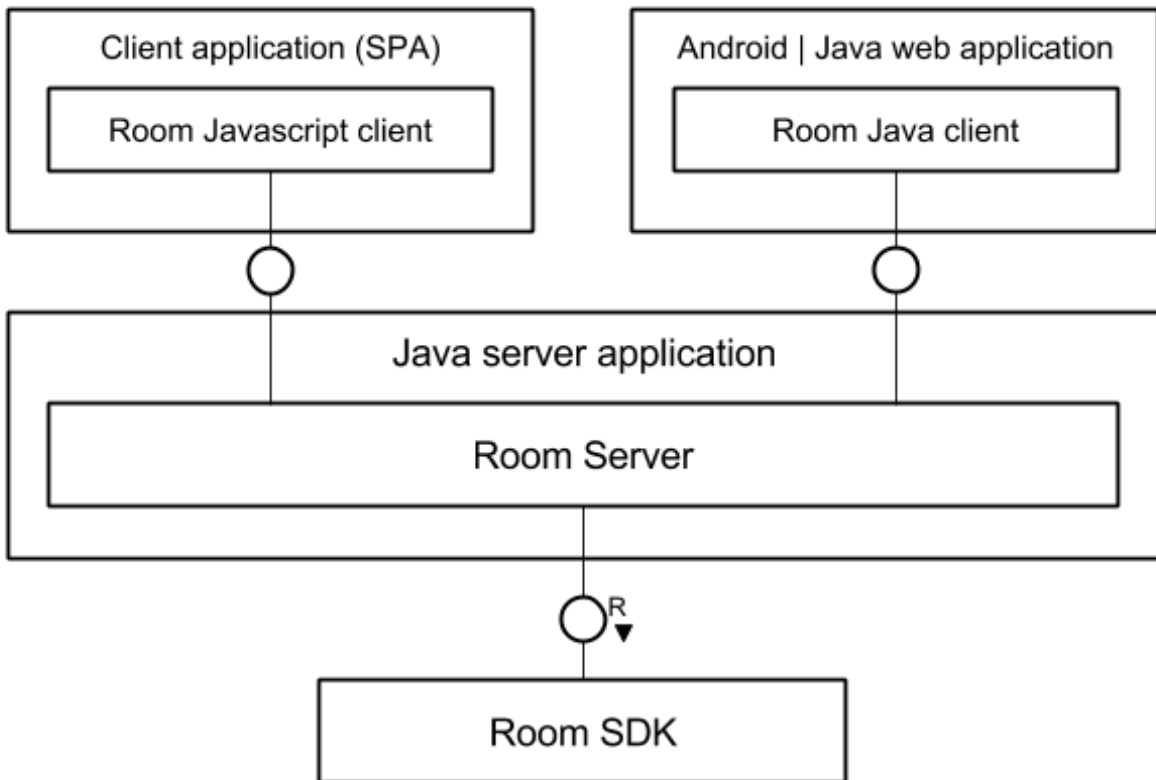 Client application (SPA)
Android | Java web application
Room Javascript client
Room Java client
Java server application
Room Server
R
Room SDK